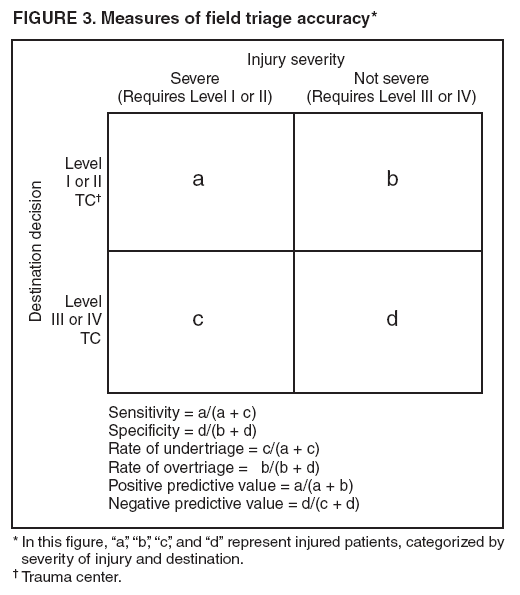 FIGURE 3. Measures of field triage accuracy*
Injury severity
Severe
(Requires Level I or II)
Not severe
(Requires Level III or IV)
Destination decision
Level
I or II
TC†
a
b
Level
III or IV
TC
c
d
Sensitivity = a/(a + c)
Specificity = d/(b + d)
Rate of undertriage = c/(a + c)
Rate of overtriage = b/(b + d)
Positive predictive value = a/(a + b)
Negative predictive value = d/(c + d)
* In this figure, “a,” “b,” “c,” and “d” represent injured patients, categorized by
severity of injury and destination.
† Trauma center.